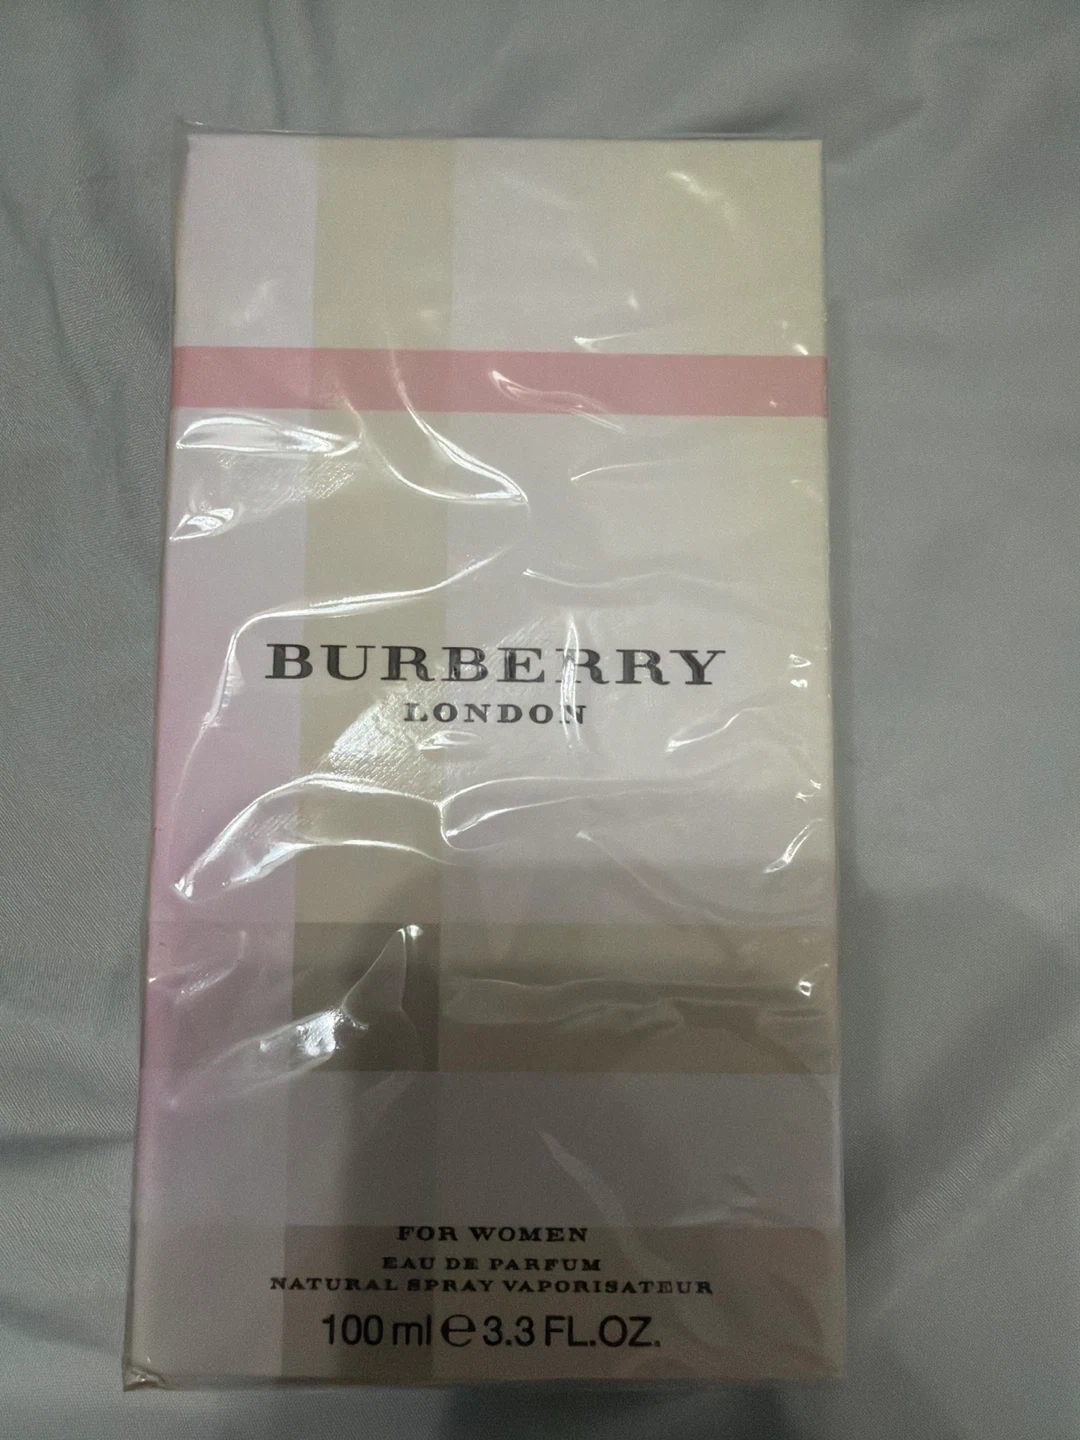 BURBERRY
LONDON
FOR WOMEN
EAU DE PARFUM
NATURAL SPRAY VAPORISATEUR
100 ml e 3.3 FL.OZ.